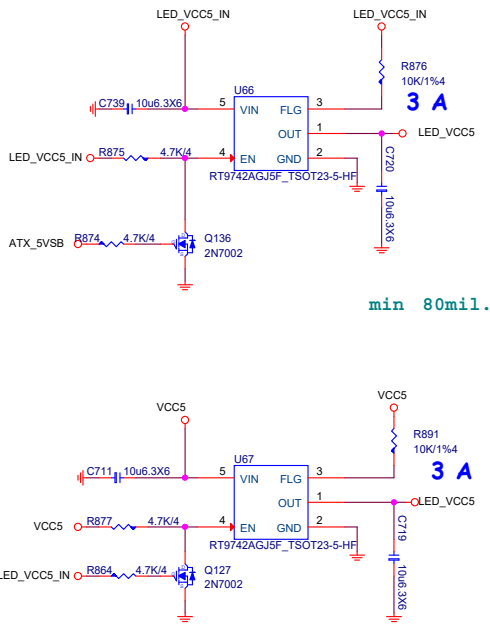 LED_VCC5_IN
LED_VCC5_IN
R876
10K/1%4
3 A
C739 10u6.3X6
U66
5 VIN FLG 3
OUT 1
LED_VCC5
LED_VCC5_IN R875 4.7K/4 4 EN GND 2
RT9742AGJ5F_TSOT23-5-HF
C720
10u6.3X6
ATX_5VSB R874 4.7K/4
Q136
2N7002
min 80mil.
VCC5
VCC5
R891
10K/1%4
3 A
C711 10u6.3X6
U67
5 VIN FLG 3
OUT 1
LED_VCC5
VCC5 R877 4.7K/4 4 EN GND 2
RT9742AGJ5F_TSOT23-5-HF
C719
10u6.3X6
LED_VCC5_IN R864 4.7K/4
Q127
2N7002